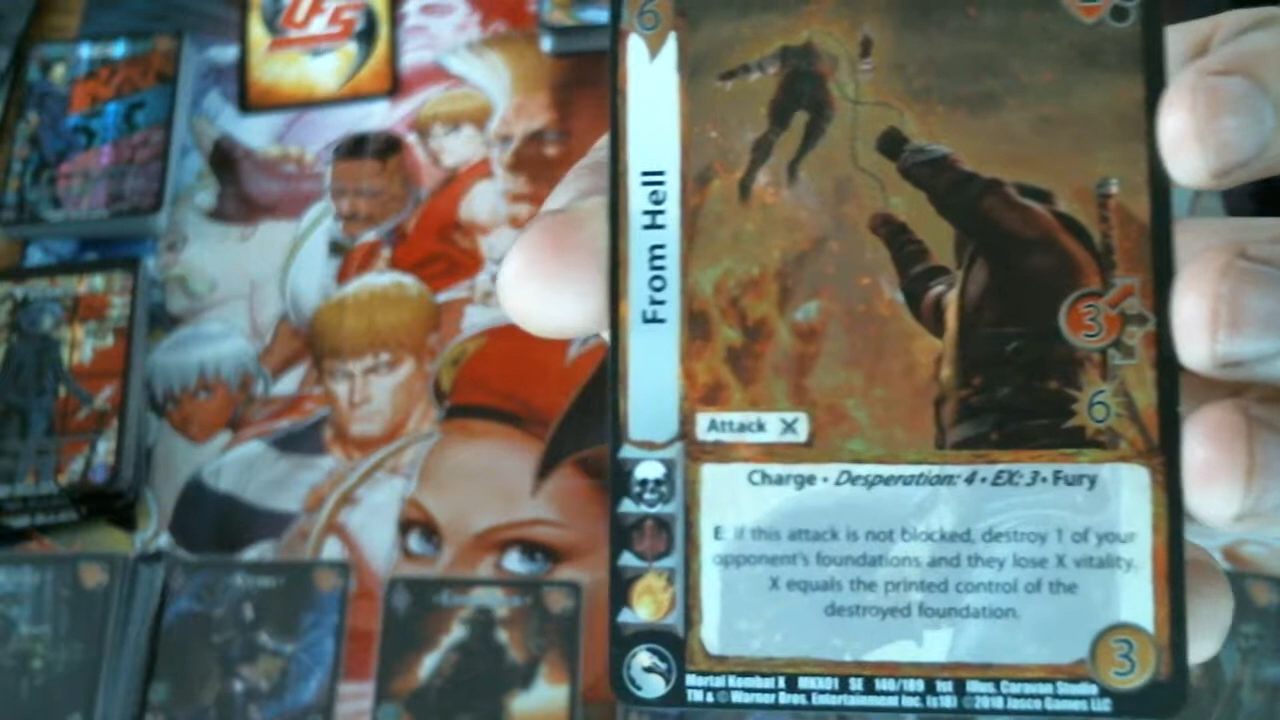 UFS
6
From Hell
3
6
Attack X
Charge • Desperation: 4 • EX: 3 • Fury
E: If this attack is not blocked, destroy 1 of your
opponent's foundations and they lose X vitality.
X equals the printed control of the
destroyed foundation.
3
Mortal Kombat X MKX01 SE 140/189 1st Illus. Caravan Studio
TM & © Warner Bros. Entertainment Inc. (s18) ©2018 Jasco Games LLC